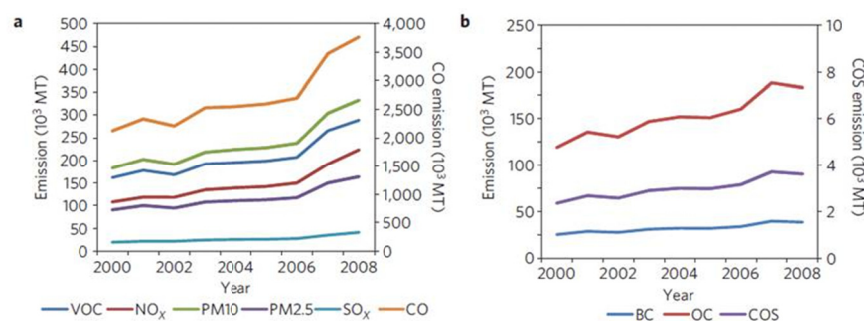 a
500
450
400
350
300
250
200
150
100
50
0
Emission (10³ MT)
4,000
3,500
3,000
2,500
2,000
1,500
1,000
500
0
CO emission (10³ MT)
2000 2002 2004 2006 2008
Year
VOC NOX PM10 PM2.5 SOX CO
b
250
200
150
100
50
0
Emission (10³ MT)
10
8
6
4
2
0
COS emission (10³ MT)
2000 2002 2004 2006 2008
Year
BC OC COS